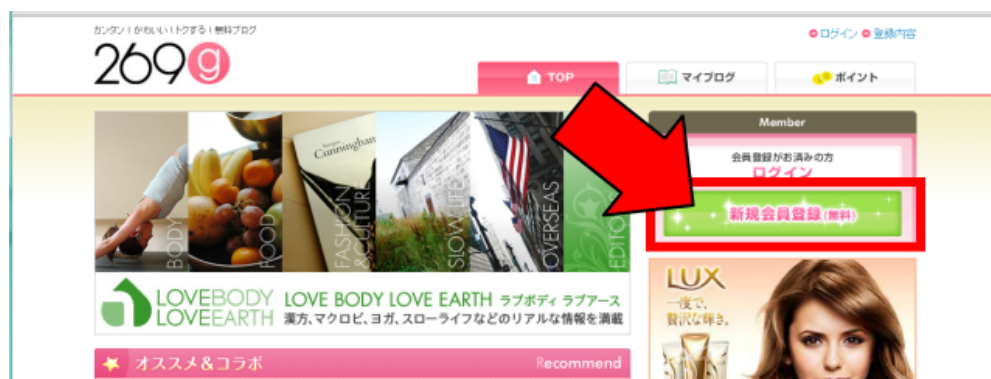 カンタン!かわいい!トクする!無料ブログ
269g
ログイン 登録内容
TOP
マイブログ
ポイント
Cunningham
BODY
FOOD
FASHION & CULTURE
SLOW LIFE
OVERSEAS
LOVEBODY
LOVEEARTH
LOVE BODY LOVE EARTH ラブボディ ラブアース
漢方、マクロビ、ヨガ、スローライフなどのリアルな情報を満載
オススメ&コラボ
Recommend
Member
会員登録がお済みの方
ログイン
新規会員登録(無料)
LUX
一度で、
贅沢な輝き。